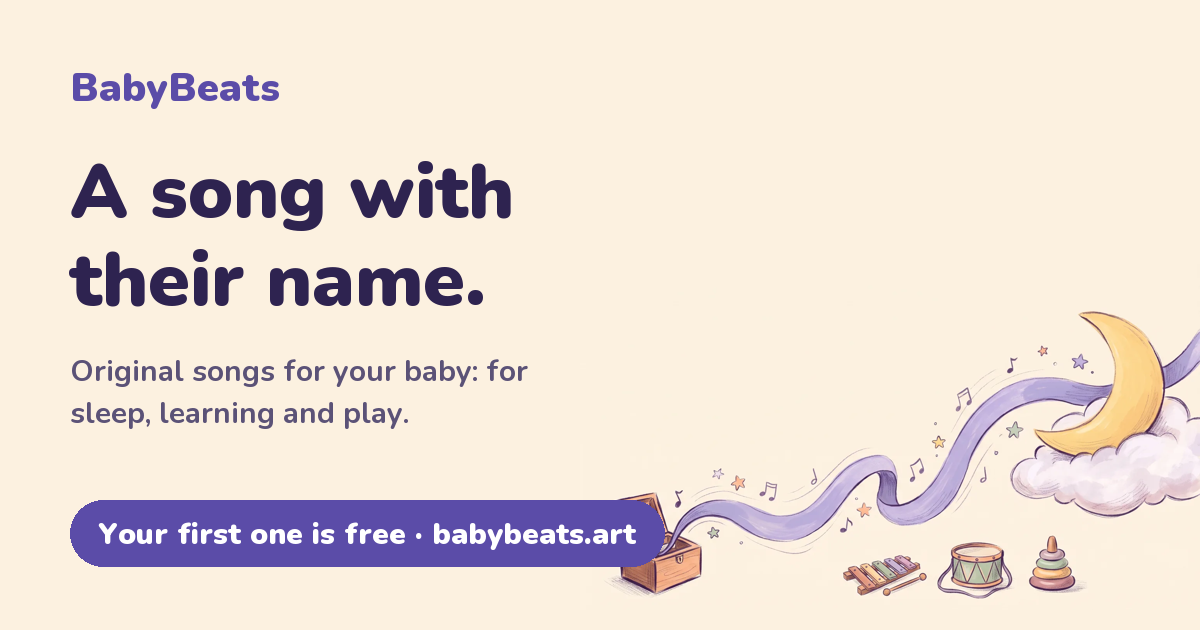 BabyBeats
A song with
their name.
Original songs for your baby: for
sleep, learning and play.
Your first one is free · babybeats.art